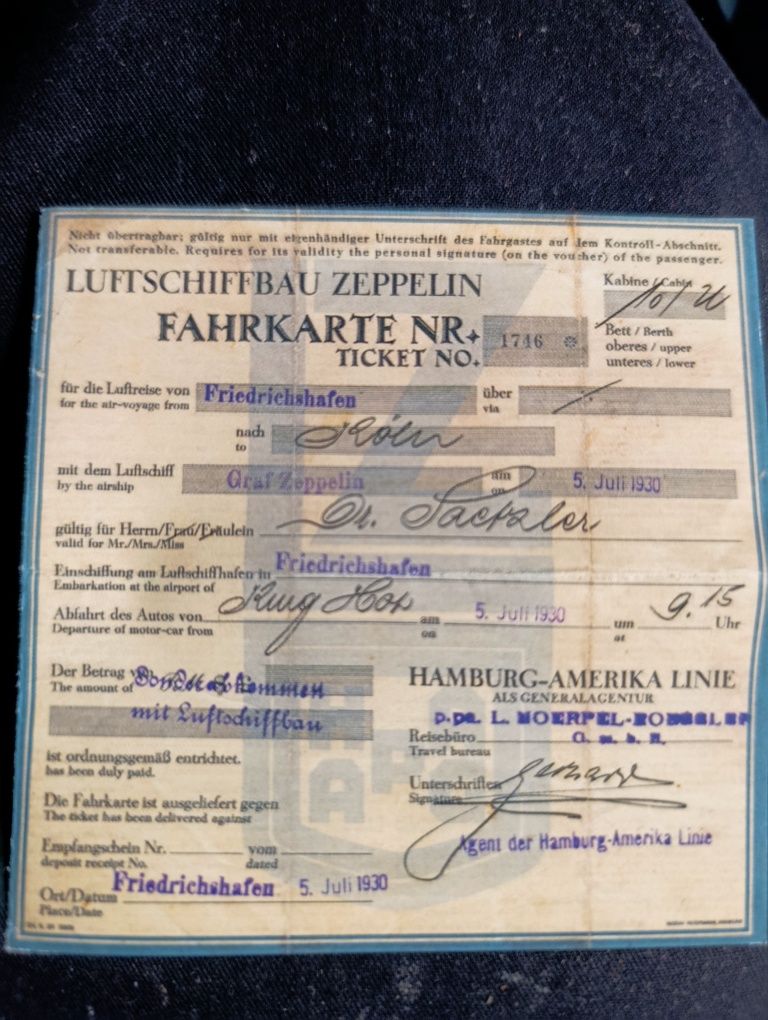 Nicht übertragbar; gültig nur mit eigenhändiger Unterschrift des Fahrgastes auf dem Kontroll-Abschnitt.
Not transferable. Requires for its validity the personal signature (on the voucher) of the passenger.
LUFTSCHIFFBAU ZEPPELIN
Kabine / Cabin
FAHRKARTE NR.
1746
TICKET NO.
Bett / Berth
oberes / upper
unteres / lower
für die Luftreise von Friedrichshafen über
for the air-voyage from via
nach Köln
to
mit dem Luftschiff Graf Zeppelin am 5. Juli 1930
by the airship on
gültig für Herrn/Frau/Fräulein Dr.
valid for Mr./Mrs./Miss
Einschiffung am Luftschiffhafen in Friedrichshafen
Embarkation at the airport of
Abfahrt des Autos von am 5. Juli 1930 um 9.15 Uhr
Departure of motor-car from on at
Der Betrag
The amount of
mit Luftschiffbau
ist ordnungsgemäß entrichtet.
has been duly paid.
Die Fahrkarte ist ausgeliefert gegen
The ticket has been delivered against
Empfangschein Nr. vom
deposit receipt No. dated
Ort/Datum Friedrichshafen 5. Juli 1930
Place/Date
HAMBURG-AMERIKA LINIE
ALS GENERALAGENTUR
p.pa. L.
Reisebüro G. m. b. H.
Travel bureau
Unterschriften
Signature
Agent der Hamburg-Amerika Linie
HAPAG